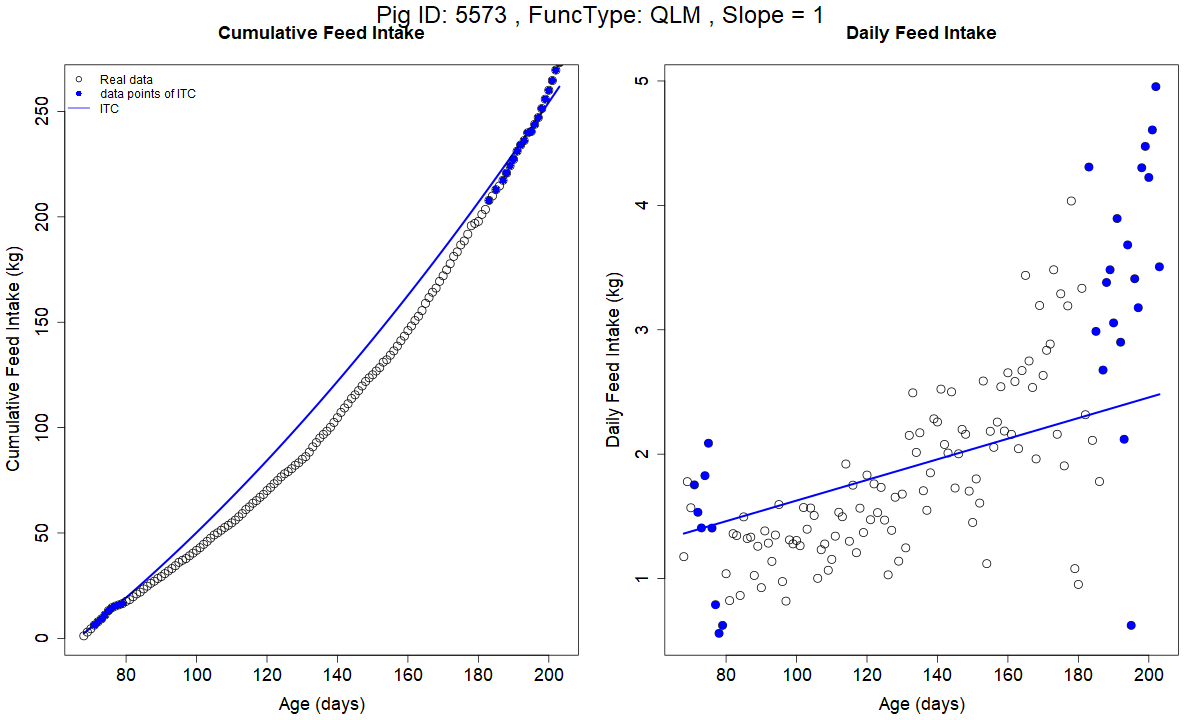 Pig ID: 5573 , FuncType: QLM , Slope = 1
Cumulative Feed Intake
Daily Feed Intake
Real data
data points of ITC
ITC
Cumulative Feed Intake (kg)
0
50
100
150
200
250
80
100
120
140
160
180
200
Age (days)
Daily Feed Intake (kg)
1
2
3
4
5
80
100
120
140
160
180
200
Age (days)